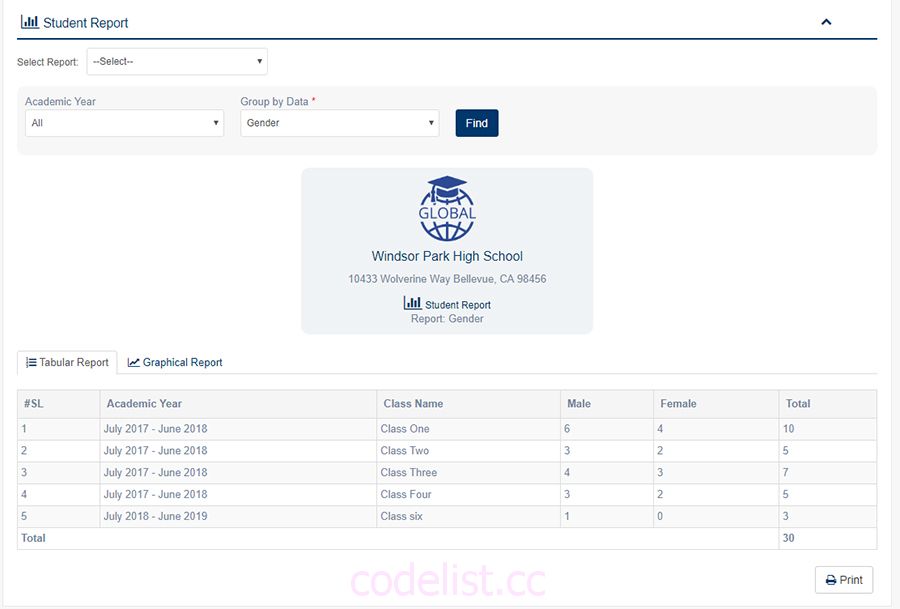 Student Report
Select Report: --Select--
Academic Year Group by Data *
All Gender Find
GLOBAL
Windsor Park High School
10433 Wolverine Way Bellevue, CA 98456
Student Report
Report: Gender
Tabular Report Graphical Report
#SL Academic Year Class Name Male Female Total
1 July 2017 - June 2018 Class One 6 4 10
2 July 2017 - June 2018 Class Two 3 2 5
3 July 2017 - June 2018 Class Three 4 3 7
4 July 2017 - June 2018 Class Four 3 2 5
5 July 2018 - June 2019 Class six 1 0 3
Total 30
codelist.cc
Print